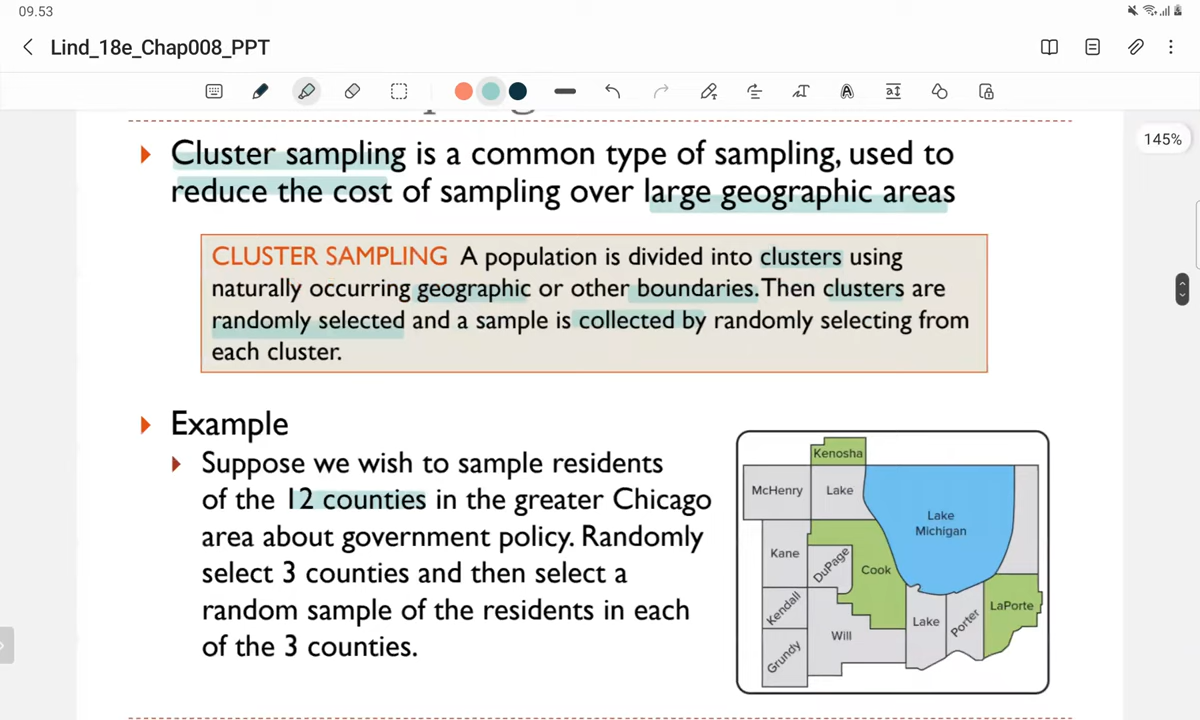 09.53
Lind_18e_Chap008_PPT
145%
Cluster sampling is a common type of sampling, used to
reduce the cost of sampling over large geographic areas
CLUSTER SAMPLING A population is divided into clusters using
naturally occurring geographic or other boundaries. Then clusters are
randomly selected and a sample is collected by randomly selecting from
each cluster.
Example
Suppose we wish to sample residents
of the 12 counties in the greater Chicago
area about government policy. Randomly
select 3 counties and then select a
random sample of the residents in each
of the 3 counties.
Kenosha
McHenry
Lake
Lake
Michigan
Kane
DuPage
Cook
Kendall
LaPorte
Lake
Porter
Will
Grundy